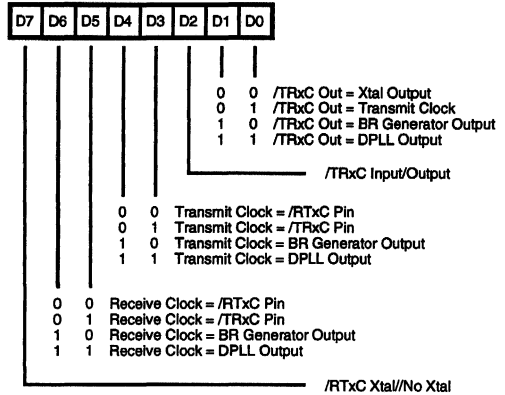 D7 D6 D5 D4 D3 D2 D1 D0
0 0 /TRxC Out = Xtal Output
0 1 /TRxC Out = Transmit Clock
1 0 /TRxC Out = BR Generator Output
1 1 /TRxC Out = DPLL Output
/TRxC Input/Output
0 0 Transmit Clock = /RTxC Pin
0 1 Transmit Clock = /TRxC Pin
1 0 Transmit Clock = BR Generator Output
1 1 Transmit Clock = DPLL Output
0 0 Receive Clock = /RTxC Pin
0 1 Receive Clock = /TRxC Pin
1 0 Receive Clock = BR Generator Output
1 1 Receive Clock = DPLL Output
/RTxC Xtal//No Xtal